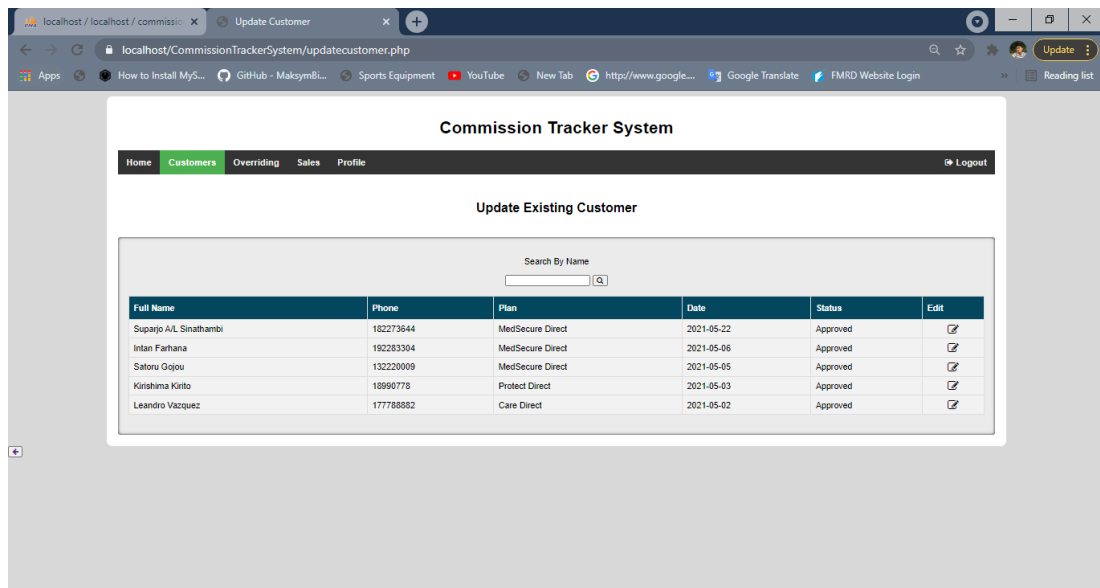 localhost / localhost / commissio
Update Customer
localhost/CommissionTrackerSystem/updatecustomer.php
Update
Apps
How to Install MyS...
GitHub - MaksymBi...
Sports Equipment
YouTube
New Tab
http://www.google....
Google Translate
FMRD Website Login
Reading list
Commission Tracker System
Home Customers Overriding Sales Profile Logout
Update Existing Customer
Search By Name
Full Name Phone Plan Date Status Edit
Suparjo A/L Sinathambi 182273644 MedSecure Direct 2021-05-22 Approved
Intan Farhana 192283304 MedSecure Direct 2021-05-06 Approved
Satoru Gojou 132220009 MedSecure Direct 2021-05-05 Approved
Kirishima Kirito 18990778 Protect Direct 2021-05-03 Approved
Leandro Vazquez 177788882 Care Direct 2021-05-02 Approved